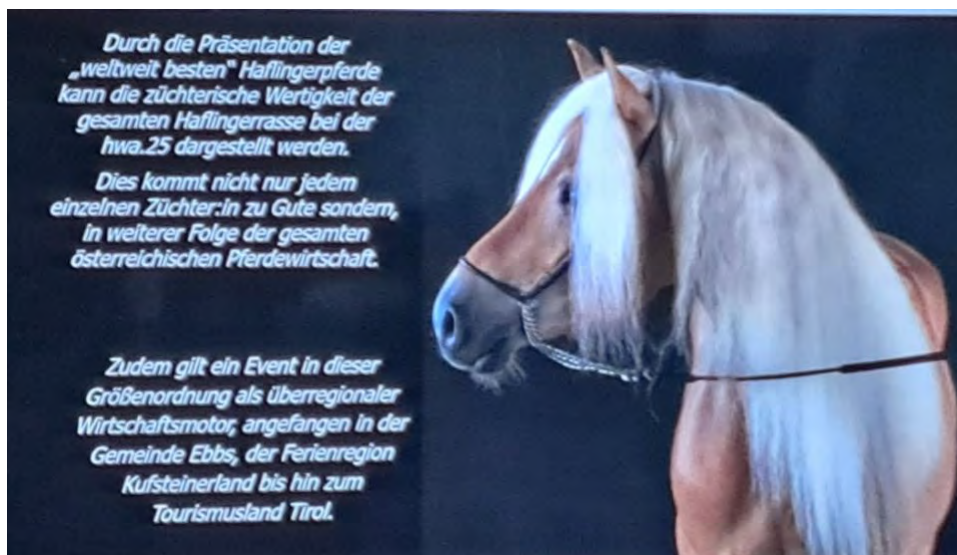 Durch die Präsentation der
„weltweit besten“ Haflingerpferde
kann die züchterische Wertigkeit der
gesamten Haflingerrasse bei der
hwa.25 dargestellt werden.
Dies kommt nicht nur jedem
einzelnen Züchter:in zu Gute sondern,
in weiterer Folge der gesamten
österreichischen Pferdewirtschaft.
Zudem gilt ein Event in dieser
Größenordnung als überregionaler
Wirtschaftsmotor, angefangen in der
Gemeinde Ebbs, der Ferienregion
Kufsteinerland bis hin zum
Tourismusland Tirol.